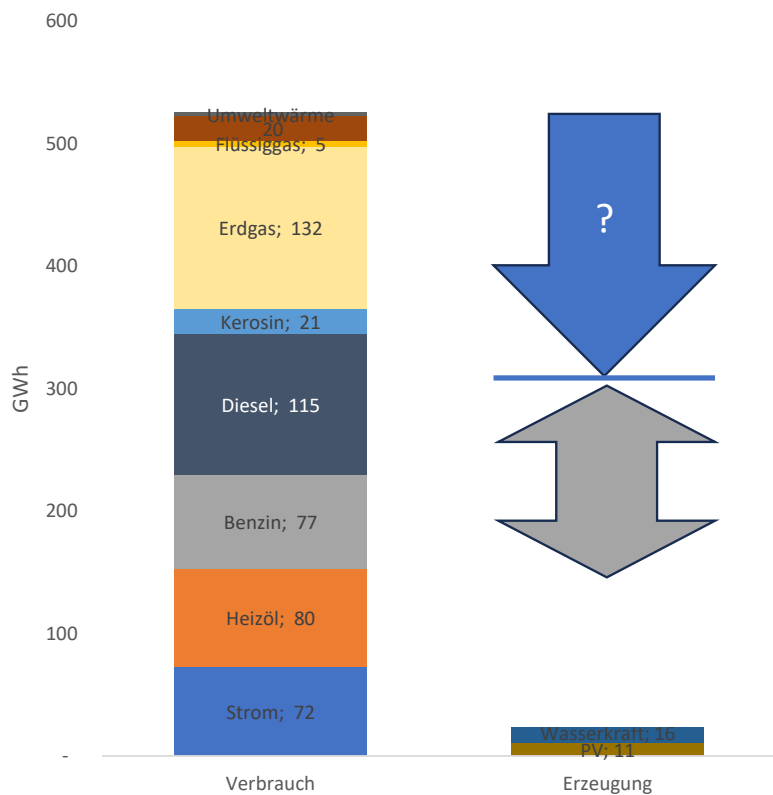 600
500
400
300
200
100
-
GWh
Umweltwärme
20
Flüssiggas; 5
Erdgas; 132
Kerosin; 21
Diesel; 115
Benzin; 77
Heizöl; 80
Strom; 72
?
Wasserkraft; 16
PV; 11
Verbrauch
Erzeugung